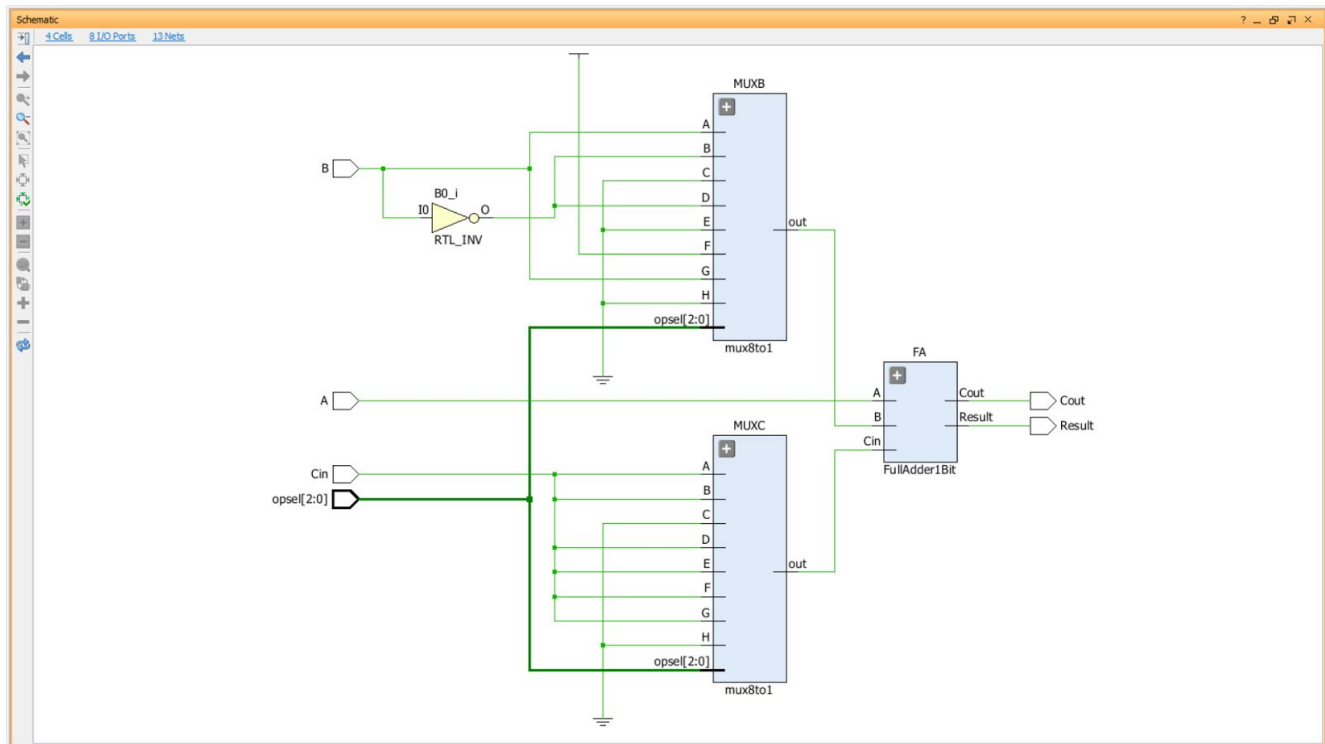 Schematic
? _ ×
4 Cells 8 I/O Ports 13 Nets
MUXB
A
B
B
C
B0_i
I0 O
D
E
out
RTL_INV
F
G
H
opsel[2:0]
mux8to1
FA
A
A
Cout
Cout
B
Result
Result
MUXC
Cin
A
FullAdder1Bit
Cin
B
opsel[2:0]
C
D
E
out
F
G
H
opsel[2:0]
mux8to1